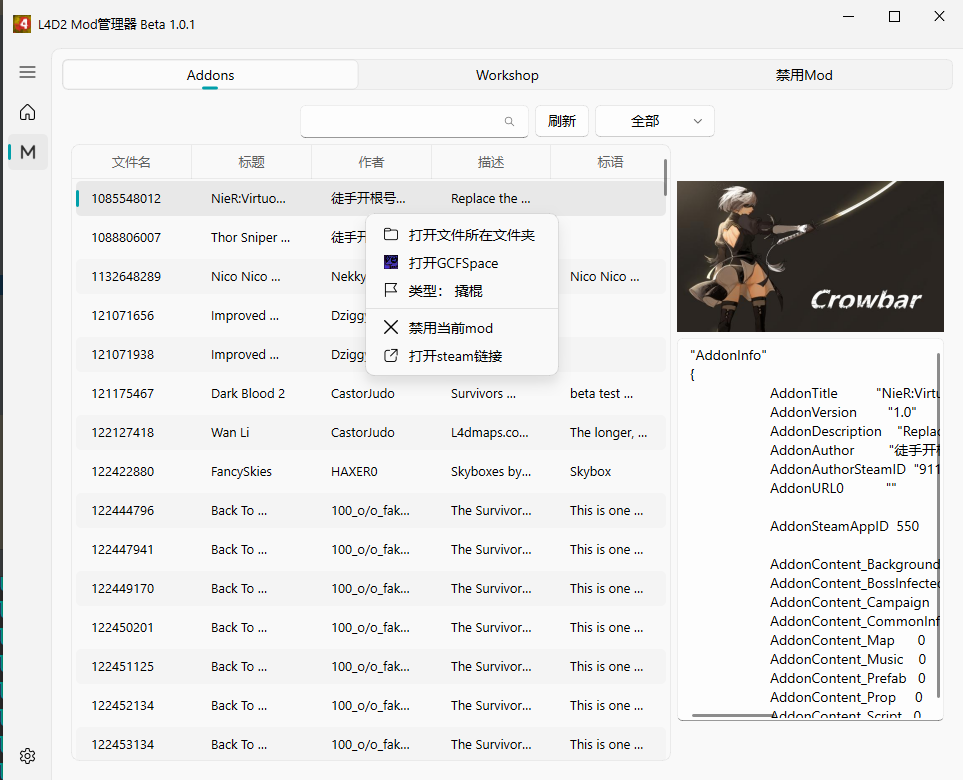 L4D2 Mod管理器 Beta 1.0.1
Addons Workshop 禁用Mod
刷新 全部
M
文件名 标题 作者 描述 标语
1085548012 NieR:Virtuo... 徒手开根号... Replace the ...
1088806007 Thor Sniper ... 徒手开
1132648289 Nico Nico ... Nekky Nico Nico ...
121071656 Improved ... Dziggy
121071938 Improved ... Dziggy
121175467 Dark Blood 2 CastorJudo Survivors ... beta test ...
122127418 Wan Li CastorJudo L4dmaps.co... The longer, ...
122422880 FancySkies HAXER0 Skyboxes by... Skybox
122444796 Back To ... 100_o/o_fak... The Survivor... This is one ...
122447941 Back To ... 100_o/o_fak... The Survivor... This is one ...
122449170 Back To ... 100_o/o_fak... The Survivor... This is one ...
122450201 Back To ... 100_o/o_fak... The Survivor... This is one ...
122451125 Back To ... 100_o/o_fak... The Survivor... This is one ...
122452134 Back To ... 100_o/o_fak... The Survivor... This is one ...
122453134 Back To ... 100_o/o_fak... The Survivor... This is one ...
打开文件所在文件夹
打开GCFSpace
类型： 撬棍
禁用当前mod
打开steam链接
Crowbar
"AddonInfo"
{
AddonTitle "NieR:Virtu
AddonVersion "1.0"
AddonDescription "Replac
AddonAuthor "徒手开根
AddonAuthorSteamID "911
AddonURL0 ""
AddonSteamAppID 550
AddonContent_Background
AddonContent_BossInfected
AddonContent_Campaign
AddonContent_CommonInf
AddonContent_Map 0
AddonContent_Music 0
AddonContent_Prefab 0
AddonContent_Prop 0
AddonContent_Script 0